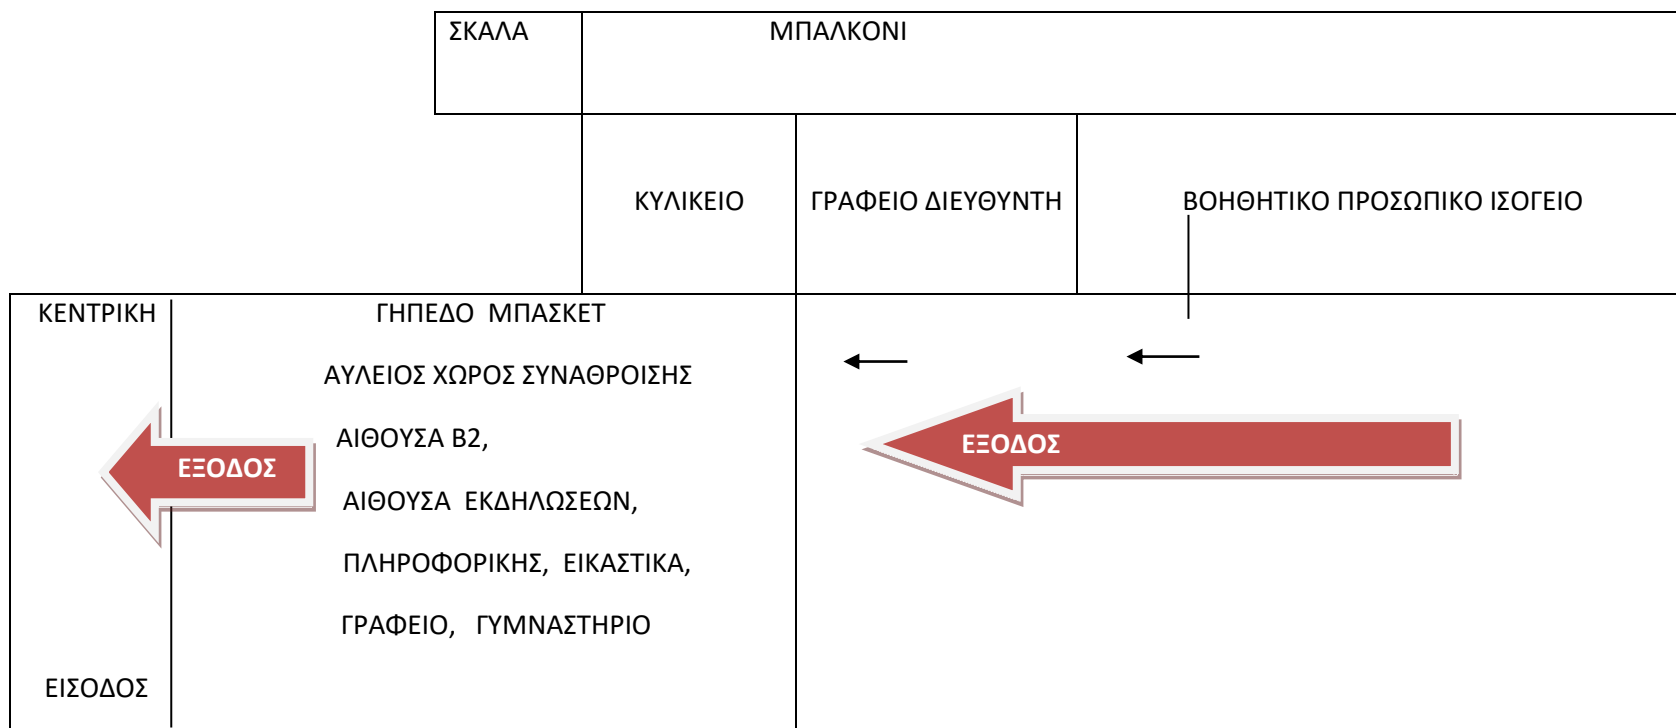 ΣΚΑΛΑ ΜΠΑΛΚΟΝΙ
ΚΥΛΙΚΕΙΟ ΓΡΑΦΕΙΟ ΔΙΕΥΘΥΝΤΗ ΒΟΗΘΗΤΙΚΟ ΠΡΟΣΩΠΙΚΟ ΙΣΟΓΕΙΟ
ΚΕΝΤΡΙΚΗ ΓΗΠΕΔΟ ΜΠΑΣΚΕΤ
ΑΥΛΕΙΟΣ ΧΩΡΟΣ ΣΥΝΑΘΡΟΙΣΗΣ
ΑΙΘΟΥΣΑ Β2,
ΕΞΟΔΟΣ
ΕΞΟΔΟΣ
ΑΙΘΟΥΣΑ ΕΚΔΗΛΩΣΕΩΝ,
ΠΛΗΡΟΦΟΡΙΚΗΣ, ΕΙΚΑΣΤΙΚΑ,
ΓΡΑΦΕΙΟ, ΓΥΜΝΑΣΤΗΡΙΟ
ΕΙΣΟΔΟΣ